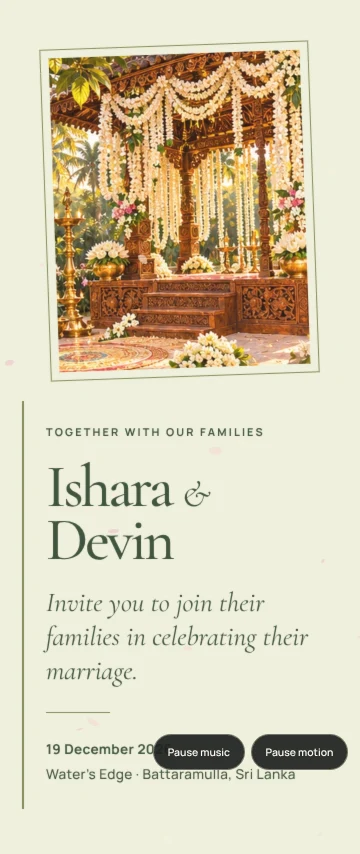 TOGETHER WITH OUR FAMILIES
Ishara &
Devin
Invite you to join their
families in celebrating their
marriage.
19 December
Pause music
Pause motion
Water's Edge · Battaramulla, Sri Lanka